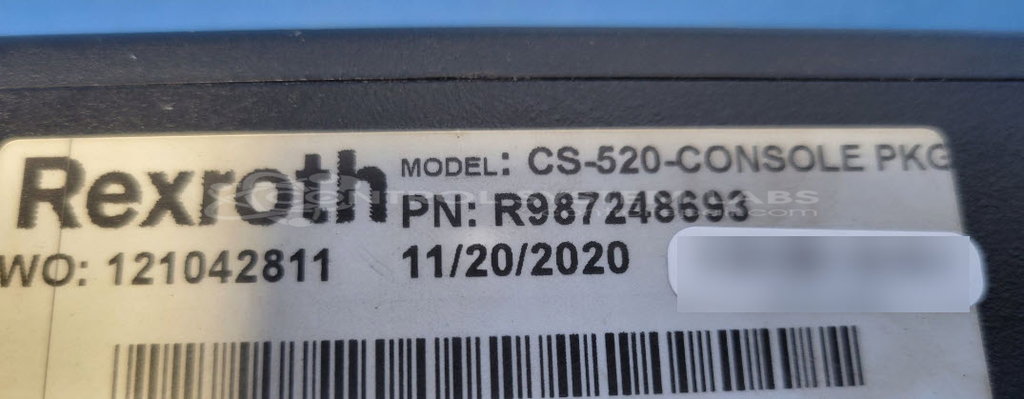 Rexroth
MODEL: CS-520-CONSOLE PKG
PN: R987248693
WO: 121042811
11/20/2020